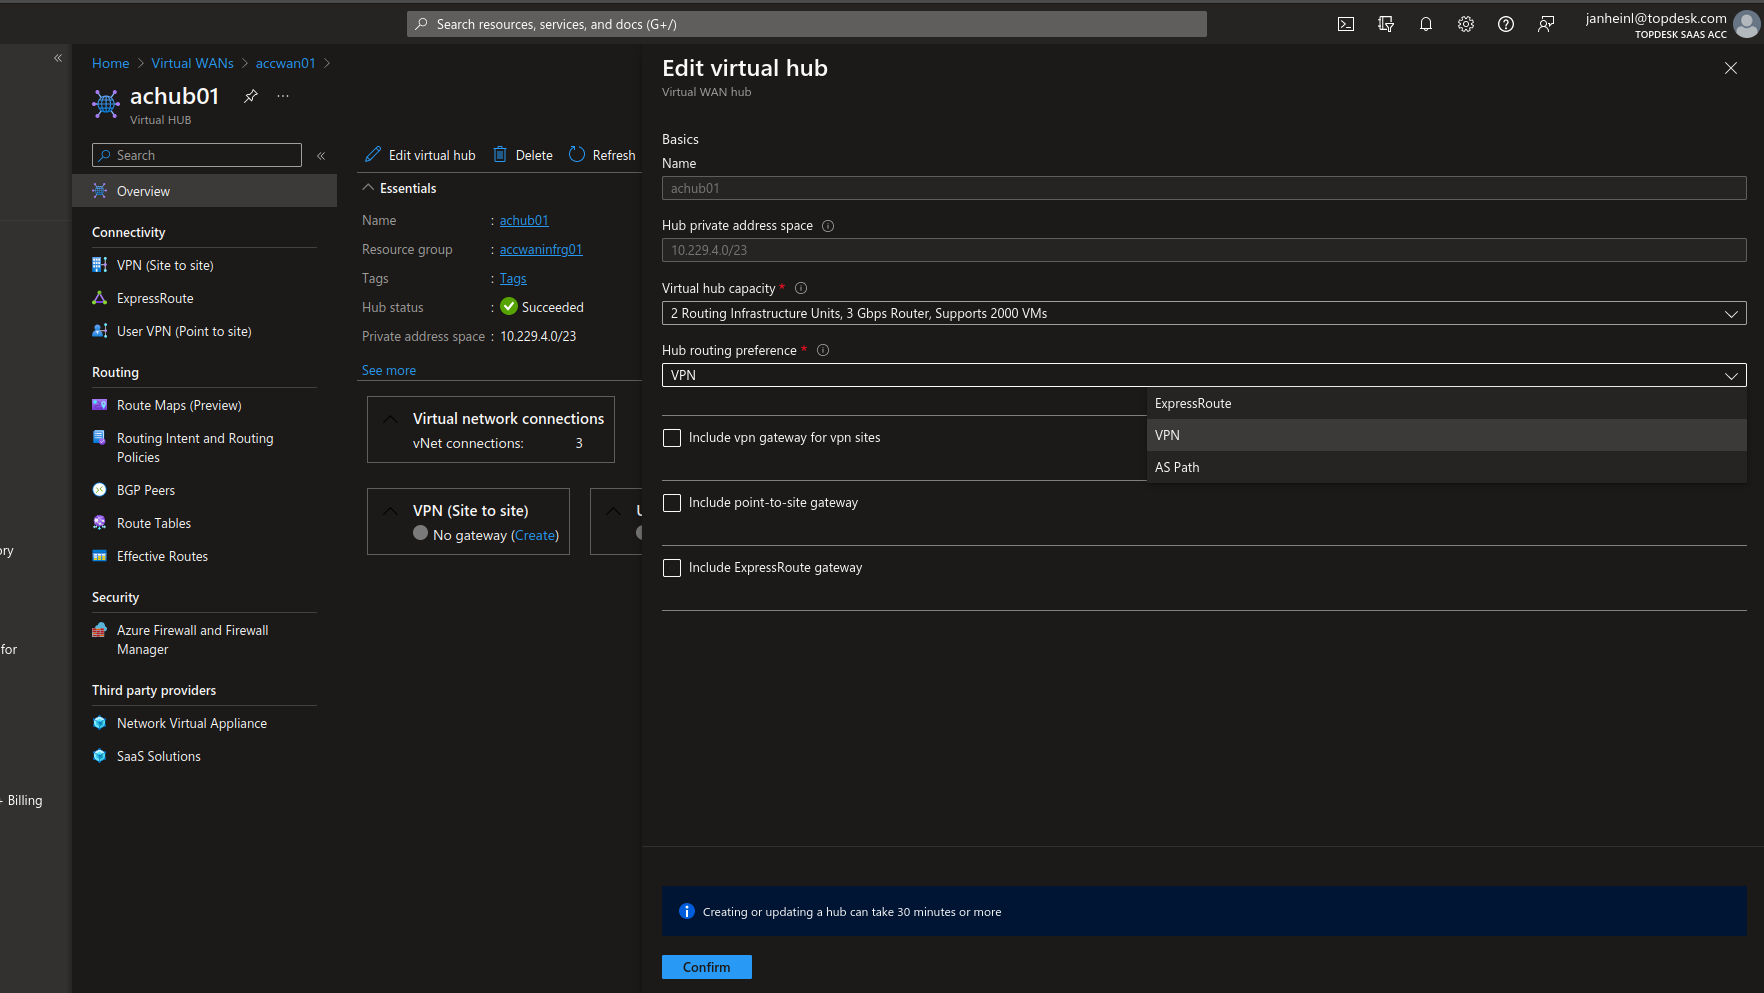 Search resources, services, and docs (G+/)
janheinl@topdesk.com
TOPDESK SAAS ACC
Home > Virtual WANs > accwan01 >
achub01
Virtual HUB
Search
Overview
Connectivity
VPN (Site to site)
ExpressRoute
User VPN (Point to site)
Routing
Route Maps (Preview)
Routing Intent and Routing
Policies
BGP Peers
Route Tables
Effective Routes
Security
Azure Firewall and Firewall
Manager
Third party providers
Network Virtual Appliance
SaaS Solutions
ory
for
+ Billing
Edit virtual hub
Delete
Refresh
Essentials
Name : achub01
Resource group : accwaninfrg01
Tags : Tags
Hub status : Succeeded
Private address space : 10.229.4.0/23
See more
Virtual network connections
vNet connections: 3
VPN (Site to site)
No gateway (Create)
Edit virtual hub
Virtual WAN hub
Basics
Name
achub01
Hub private address space
10.229.4.0/23
Virtual hub capacity *
2 Routing Infrastructure Units, 3 Gbps Router, Supports 2000 VMs
Hub routing preference *
VPN
ExpressRoute
VPN
AS Path
Include vpn gateway for vpn sites
Include point-to-site gateway
Include ExpressRoute gateway
Creating or updating a hub can take 30 minutes or more
Confirm